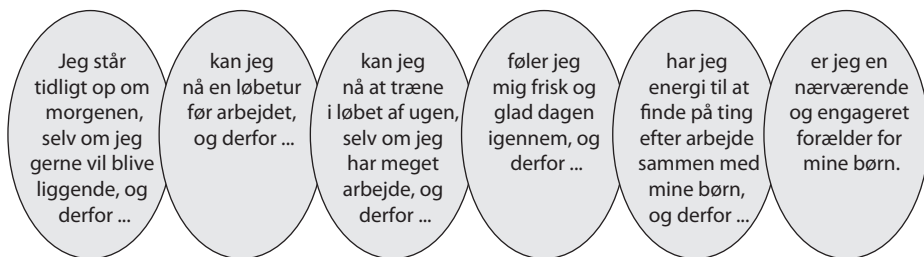 Jeg står
tidligt op om
morgenen,
selv om jeg
gerne vil blive
liggende, og
derfor ...
kan jeg
nå en løbetur
før arbejdet,
og derfor ...
kan jeg
nå at træne
i løbet af ugen,
selv om jeg
har meget
arbejde, og
derfor ...
føler jeg
mig frisk og
glad dagen
igennem, og
derfor ...
har jeg
energi til at
finde på ting
efter arbejde
sammen med
mine børn,
og derfor ...
er jeg en
nærværende
og engageret
forælder for
mine børn.